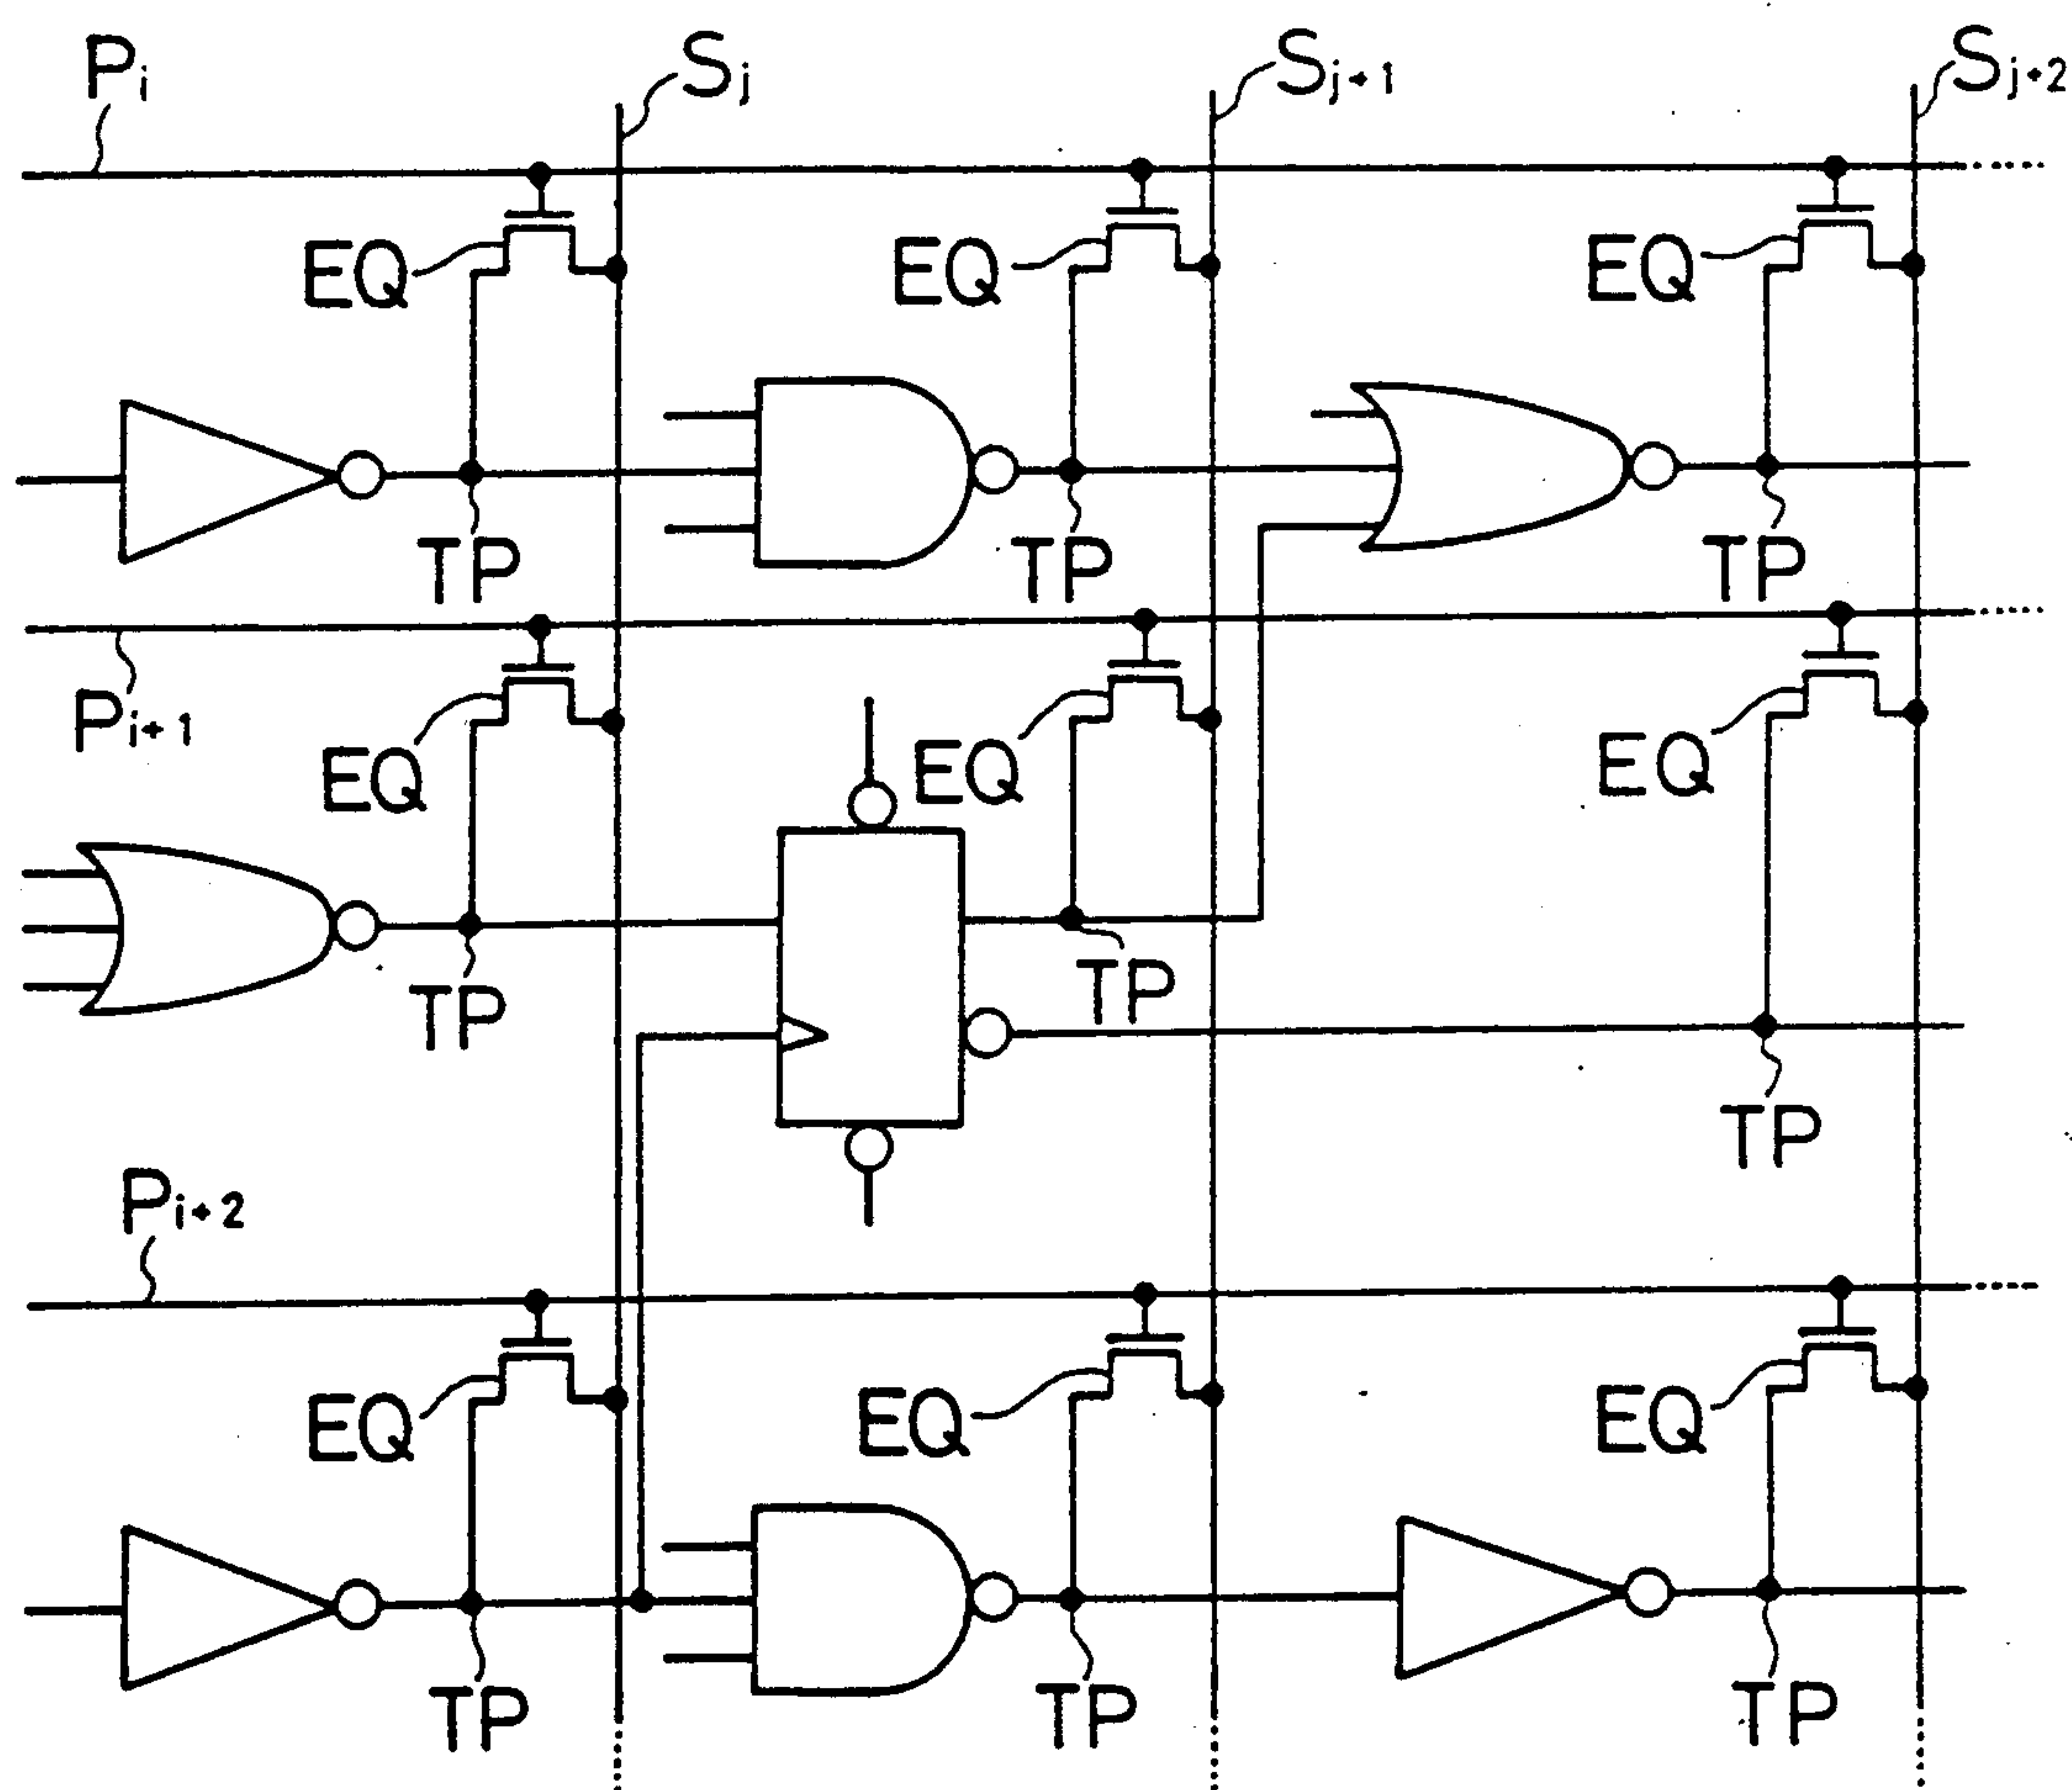 Pi Sj Sj+1 Sj+2
EQ EQ EQ
TP TP TP
Pi+1
EQ EQ EQ
TP TP
TP
Pi+2
EQ EQ EQ
TP TP TP